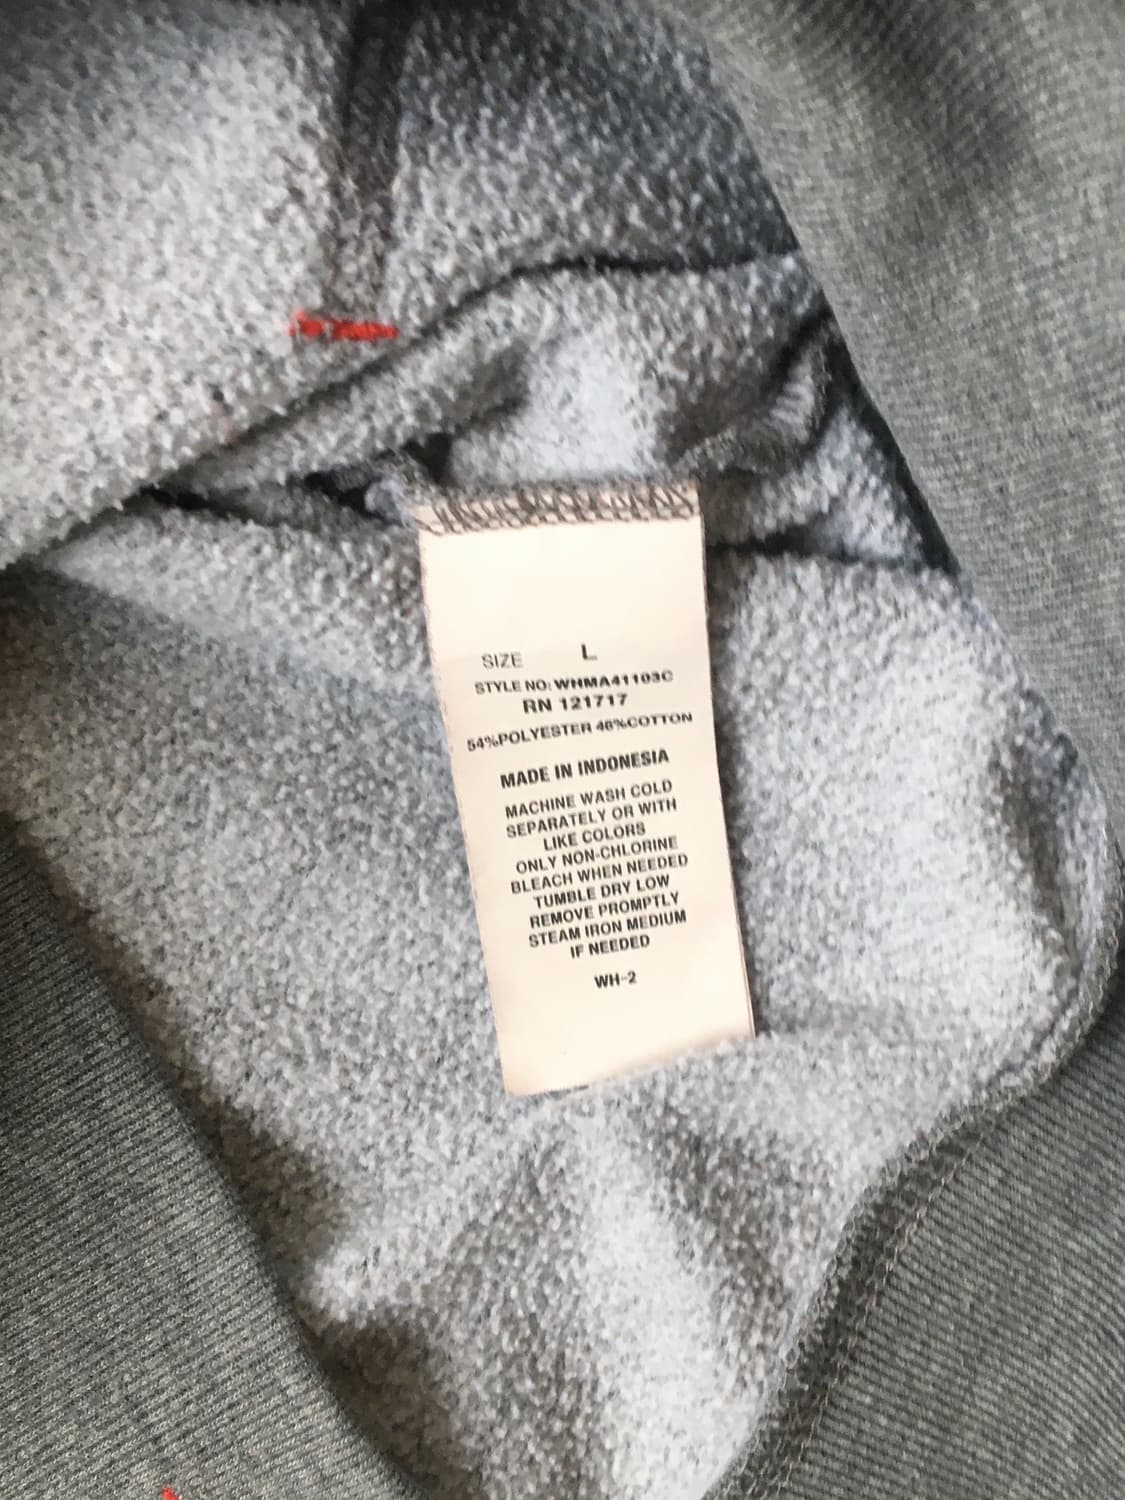 SIZE L
STYLE NO: WHMA41103C
RN 121717
54%POLYESTER 46%COTTON
MADE IN INDONESIA
MACHINE WASH COLD
SEPARATELY OR WITH
LIKE COLORS
ONLY NON-CHLORINE
BLEACH WHEN NEEDED
TUMBLE DRY LOW
REMOVE PROMPTLY
STEAM IRON MEDIUM
IF NEEDED
WH-2